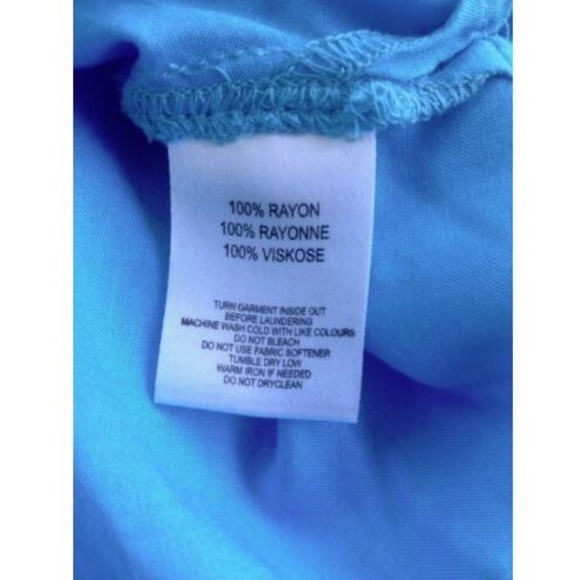 100% RAYON
100% RAYONNE
100% VISKOSE
TURN GARMENT INSIDE OUT
BEFORE LAUNDERING
MACHINE WASH COLD WITH LIKE COLOURS
DO NOT BLEACH
DO NOT USE FABRIC SOFTENER
TUMBLE DRY LOW
WARM IRON IF NEEDED
DO NOT DRYCLEAN